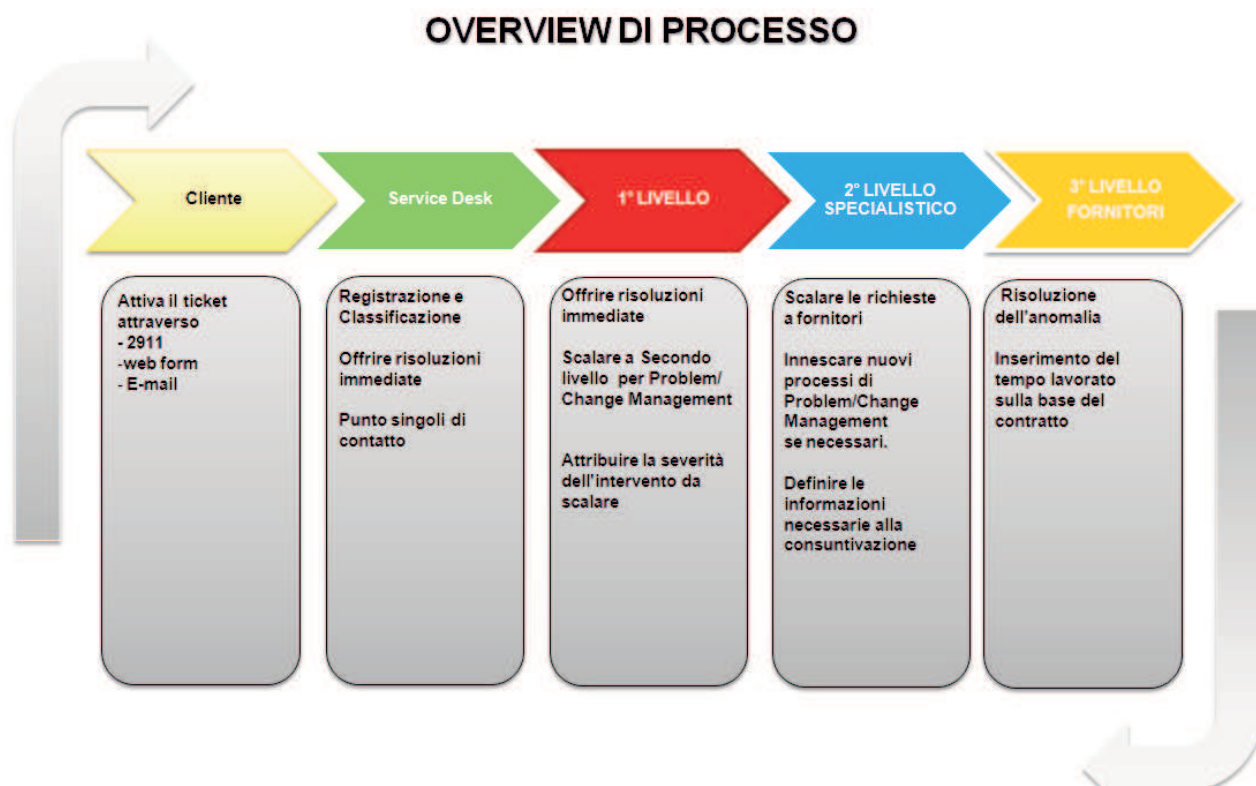 OVERVIEW DI PROCESSO
Cliente
Service Desk
1° LIVELLO
2° LIVELLO
SPECIALISTICO
3° LIVELLO
FORNITORI
Attiva il ticket
attraverso
- 2911
-web form
- E-mail
Registrazione e
Classificazione
Offrire risoluzioni
immediate
Punto singoli di
contatto
Offrire risoluzioni
immediate
Scalare a Secondo
livello per Problem/
Change Management
Attribuire la severità
dell'intervento da
scalare
Scalare le richieste
a fornitori
Innescare nuovi
processi di
Problem/Change
Management
se necessari.
Definire le
informazioni
necessarie alla
consuntivazione
Risoluzione
dell'anomalia
Inserimento del
tempo lavorato
sulla base del
contratto